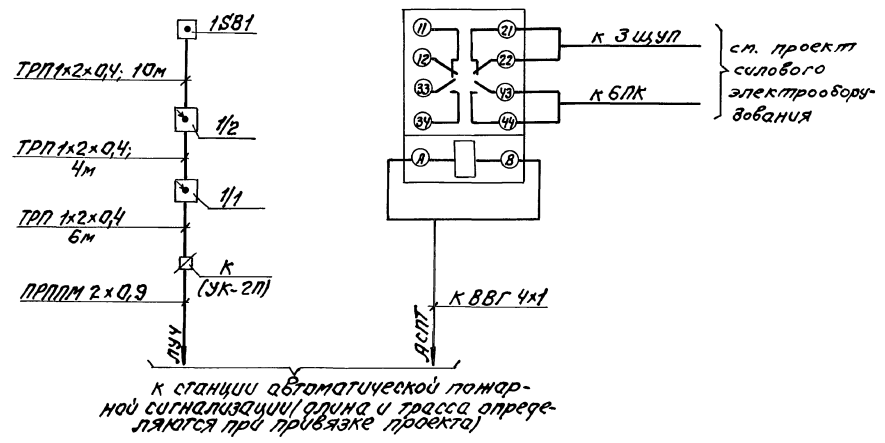 1SB1
ТРП 1×2×0,4; 10м
1/2
ТРП 1×2×0,4;
4м
1/1
ТРП 1×2×0,4
6м
К
(УК-2П)
ПРППМ 2×0,9
ЛУЧ
11
21
12
22
33
43
34
44
А
В
к 3ЩУП
к 6ПК
см. проект
силового
электрообору-
дования
К ВВГ 4×1
АСПТ
к станции автоматической пожар-
ной сигнализации (длина и трасса опреде-
ляются при привязке проекта)